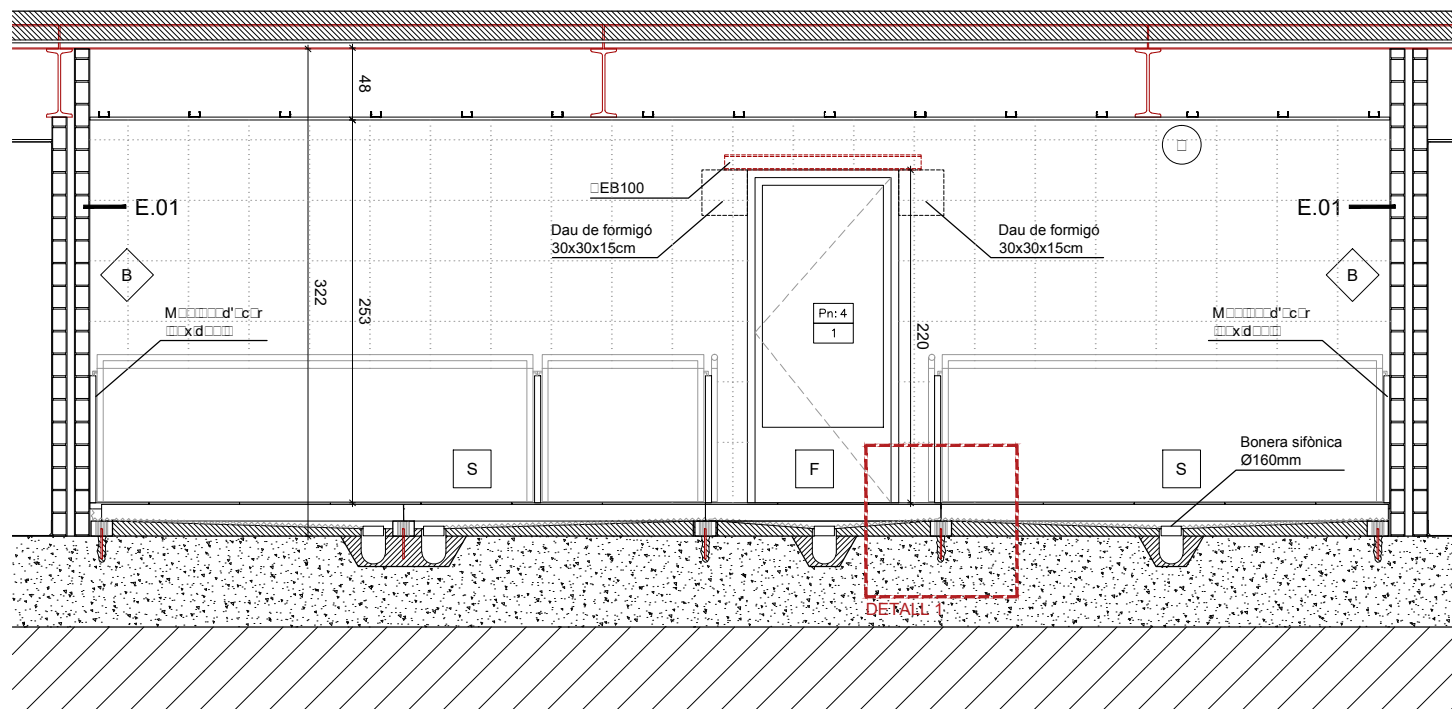 48
EB100
Dau de formigó
30x30x15cm
Dau de formigó
30x30x15cm
E.01
E.01
B
B
322
253
220
Pn: 4
1
Bonera sifònica
Ø160mm
S
F
S
DETALL 1